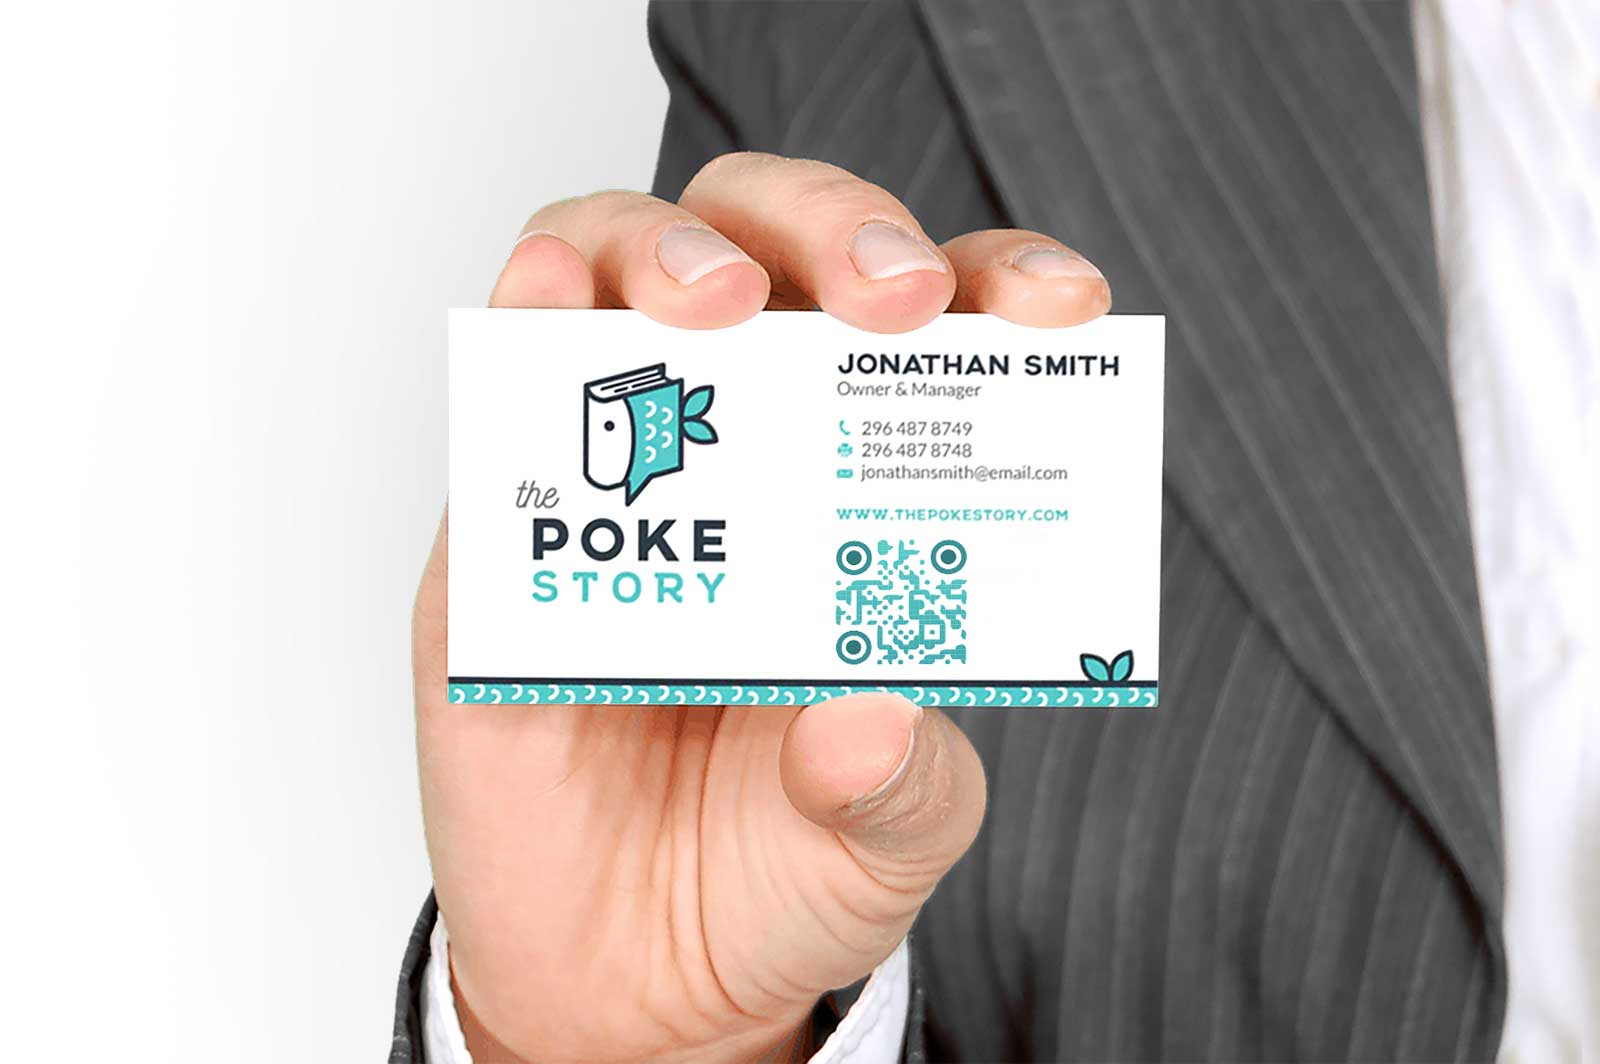 the
POKE
STORY
JONATHAN SMITH
Owner & Manager
296 487 8749
296 487 8748
jonathansmith@email.com
WWW.THEPOKESTORY.COM